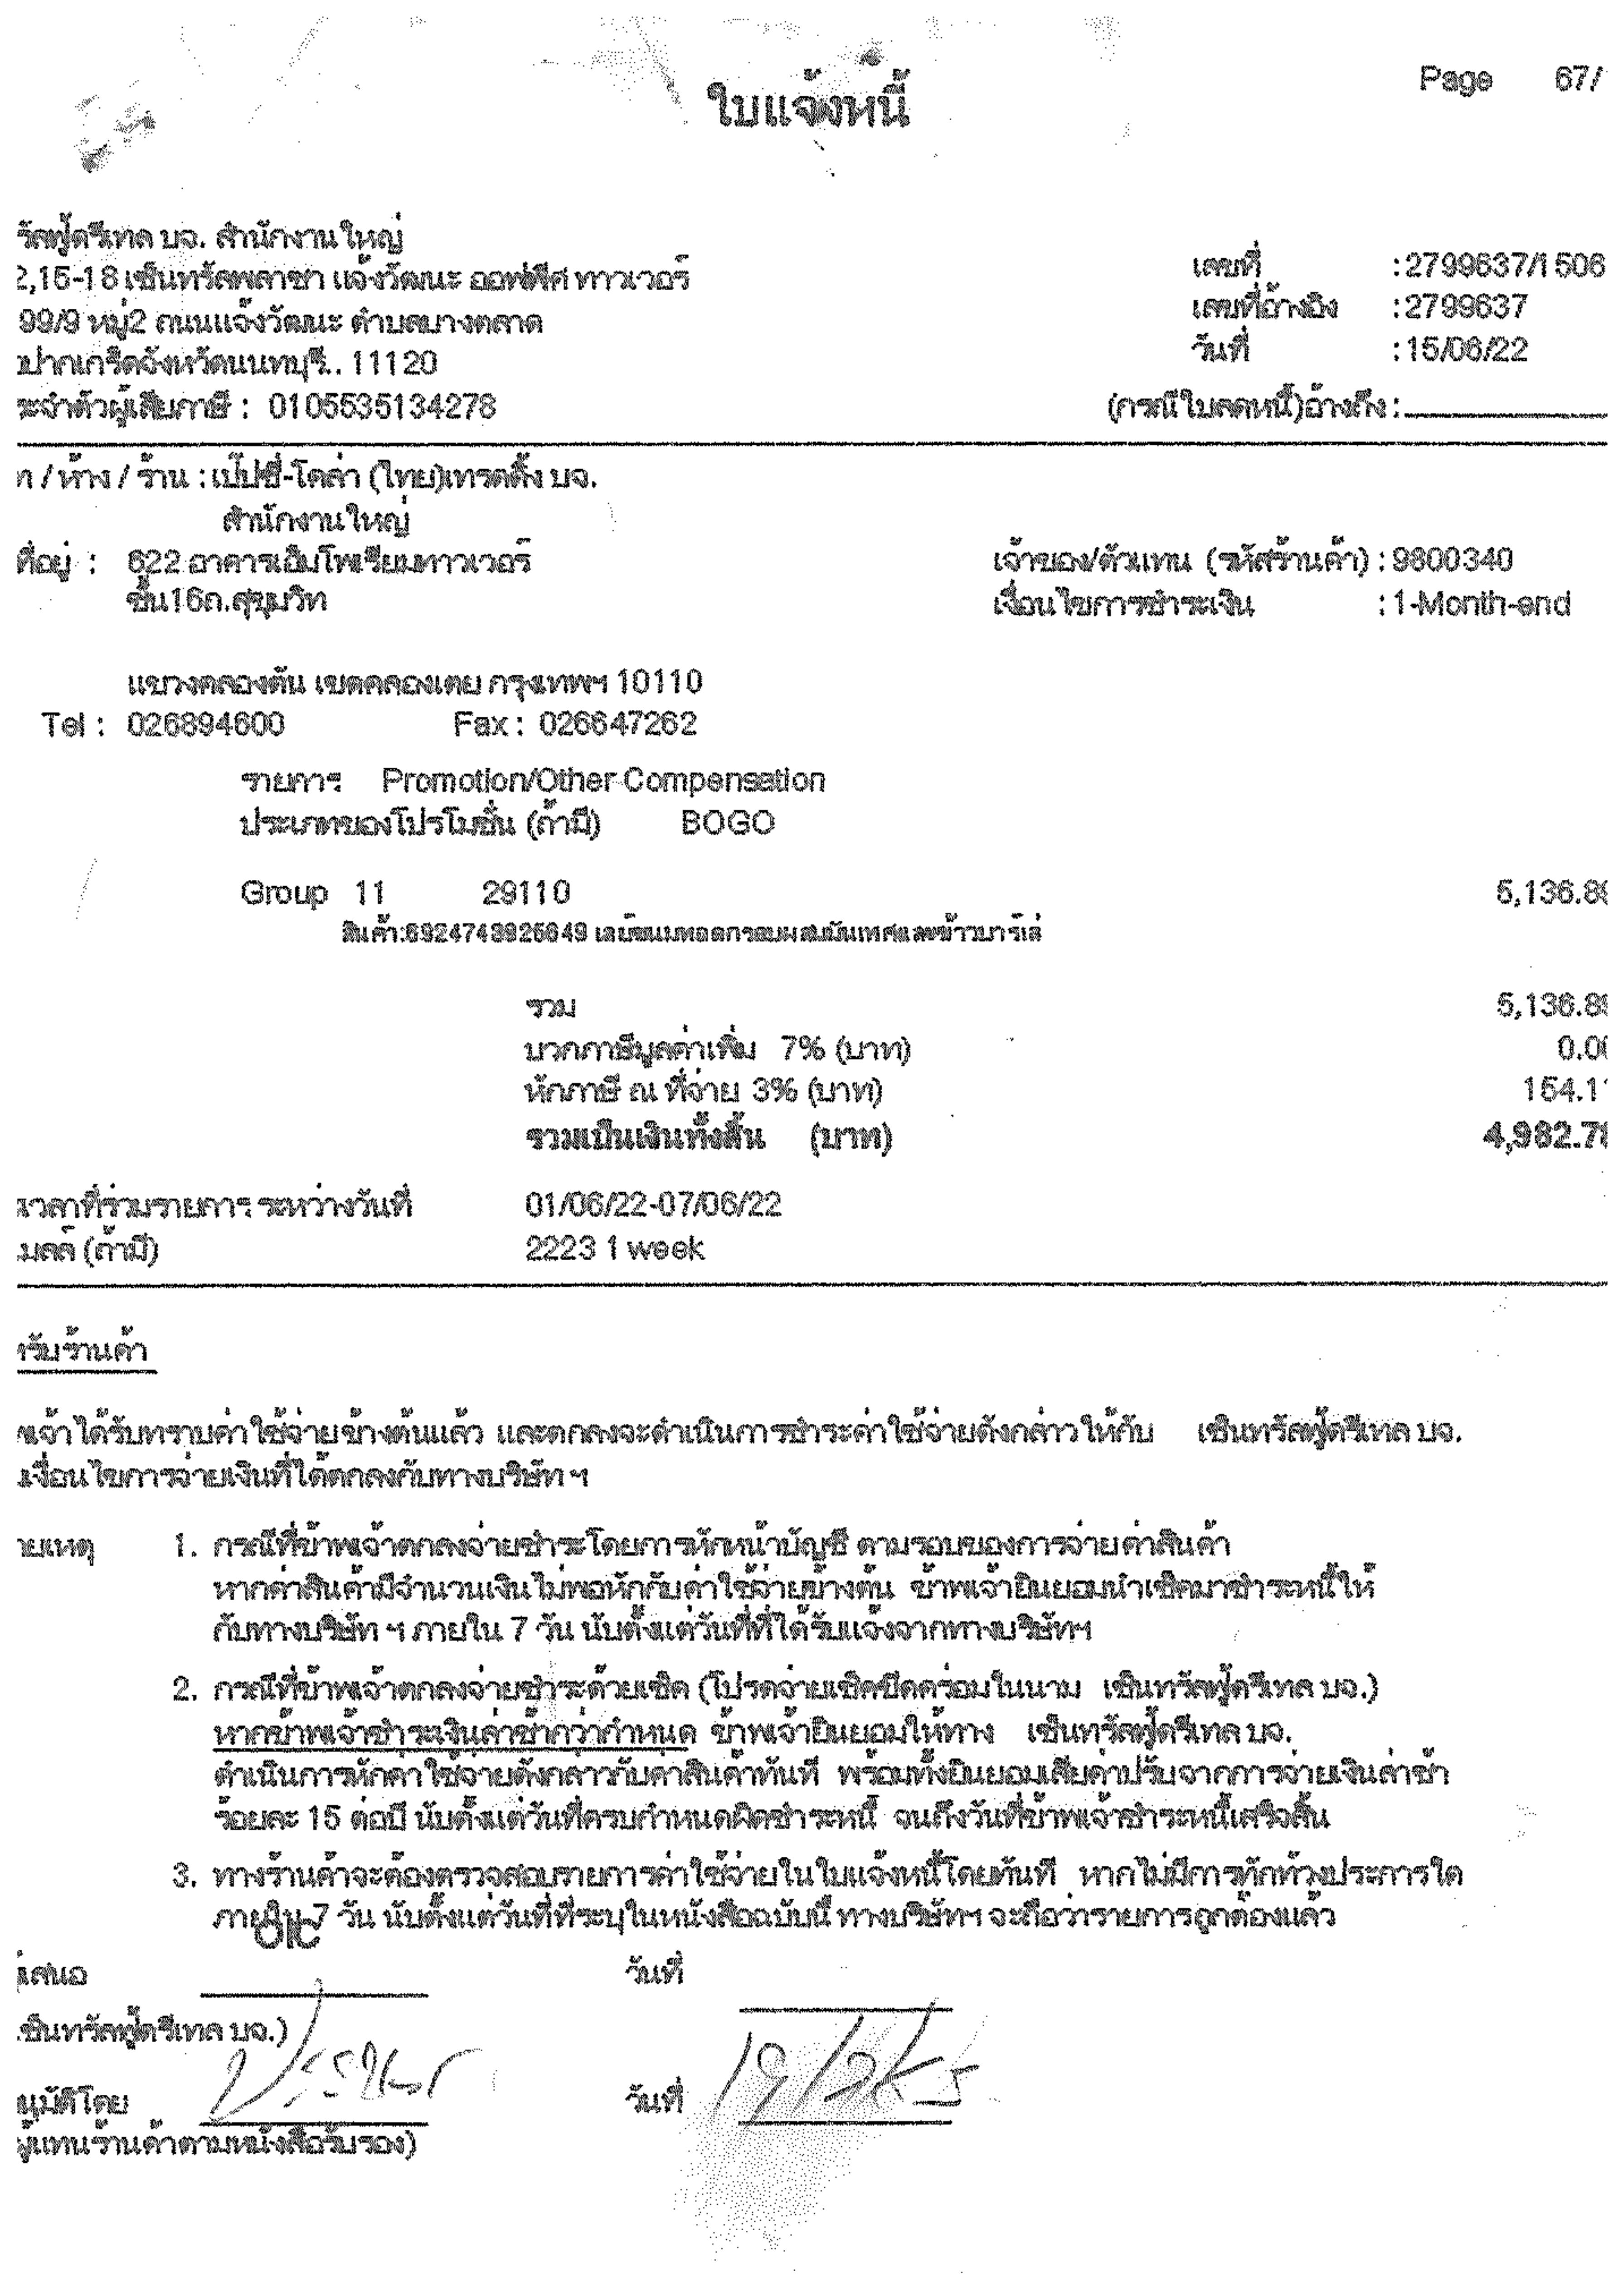 ใบแจ้งหนี้
Page 67/
รัลฟู้ดรีเทล บจ. สำนักงานใหญ่
2,15-18 เซ็นทรัลพลาซา แจ้งวัฒนะ ออฟฟิศ ทาวเวอร์
เลขที่ :2799637/1506
99/9 หมู่2 ถนนแจ้งวัฒนะ ตำบลบางตลาด
เลขที่อ้างอิง :2799637
ปากเกร็ดจังหวัดนนทบุรี.. 11120
วันที่ :15/06/22
ะจำตัวผู้เสียภาษี : 0105535134278
(กรณีใบลดหนี้)อ้างถึง:
ท / ห้าง / ร้าน : เป๊ปซี่-โคล่า (ไทย)เทรดดิ้ง บจ.
สำนักงานใหญ่
ที่อยู่ : 622 อาคารเอ็มโพเรียมทาวเวอร์
เจ้าของ/ตัวแทน (รหัสร้านค้า) : 9800340
ชั้น16ถ.สุขุมวิท
เงื่อนไขการชำระเงิน : 1-Month-end
แขวงคลองตัน เขตคลองเตย กรุงเทพฯ 10110
Tel : 026894600 Fax : 026647262
รายการ Promotion/Other Compensation
ประเภทของโปรโมชั่น (ถ้ามี) BOGO
Group 11 29110 5,136.89
สินค้า:6924743925649 เลย์ขนมทอดกรอบผสมมันเทศและข้าวบาร์เล่
รวม 5,136.89
บวกภาษีมูลค่าเพิ่ม 7% (บาท) 0.00
หักภาษี ณ ที่จ่าย 3% (บาท) 154.11
รวมเป็นเงินทั้งสิ้น (บาท) 4,982.78
เวลาที่ร่วมรายการ ระหว่างวันที่ 01/06/22-07/06/22
เมลล์ (ถ้ามี) 2223 1 week
หรับร้านค้า
พเจ้าได้รับทราบค่าใช้จ่ายข้างต้นแล้ว และตกลงจะดำเนินการชำระค่าใช้จ่ายดังกล่าวให้กับ เซ็นทรัลฟู้ดรีเทล บจ.
เงื่อนไขการจ่ายเงินที่ได้ตกลงกับทางบริษัท ฯ
ายเหตุ 1. กรณีที่ข้าพเจ้าตกลงจ่ายชำระโดยการหักหน้าบัญชี ตามรอบของการจ่ายค่าสินค้า
หากค่าสินค้ามีจำนวนเงินไม่พอหักกับค่าใช้จ่ายข้างต้น ข้าพเจ้ายินยอมนำเช็คมาชำระหนี้ให้
กับทางบริษัท ฯ ภายใน 7 วัน นับตั้งแต่วันที่ที่ได้รับแจ้งจากทางบริษัทฯ
2. กรณีที่ข้าพเจ้าตกลงจ่ายชำระด้วยเช็ค (โปรดจ่ายเช็คขีดคร่อมในนาม เซ็นทรัลฟู้ดรีเทล บจ.)
หากข้าพเจ้าชำระเงินล่าช้ากว่ากำหนด ข้าพเจ้ายินยอมให้ทาง เซ็นทรัลฟู้ดรีเทล บจ.
ดำเนินการหักค่าใช้จ่ายดังกล่าวกับค่าสินค้าทันที พร้อมทั้งยินยอมเสียค่าปรับจากการจ่ายเงินล่าช้า
ร้อยละ 15 ต่อปี นับตั้งแต่วันที่ครบกำหนดผิดชำระหนี้ จนถึงวันที่ข้าพเจ้าชำระหนี้เสร็จสิ้น
3. ทางร้านค้าจะต้องตรวจสอบรายการค่าใช้จ่ายในใบแจ้งหนี้โดยทันที หากไม่มีการทักท้วงประการใด
ภายใน 7 วัน นับตั้งแต่วันที่ที่ระบุในหนังสือฉบับนี้ ทางบริษัทฯ จะถือว่ารายการถูกต้องแล้ว
OIC
เสนอ วันที่
เซ็นทรัลฟู้ดรีเทล บจ.)
นุมัติโดย วันที่
ผู้แทนร้านค้าตามหนังสือรับรอง)